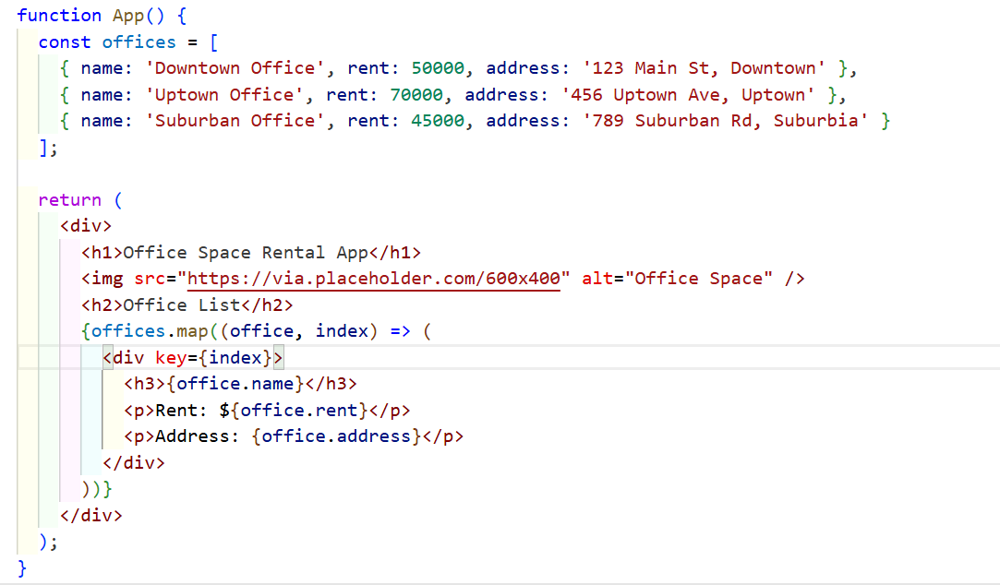 function App() {
  const offices = [
    { name: 'Downtown Office', rent: 50000, address: '123 Main St, Downtown' },
    { name: 'Uptown Office', rent: 70000, address: '456 Uptown Ave, Uptown' },
    { name: 'Suburban Office', rent: 45000, address: '789 Suburban Rd, Suburbia' }
  ];

  return (
    <div>
      <h1>Office Space Rental App</h1>
      <img src="https://via.placeholder.com/600x400" alt="Office Space" />
      <h2>Office List</h2>
      {offices.map((office, index) => (
        <div key={index}>
          <h3>{office.name}</h3>
          <p>Rent: ${office.rent}</p>
          <p>Address: {office.address}</p>
        </div>
      ))}
    </div>
  );
}